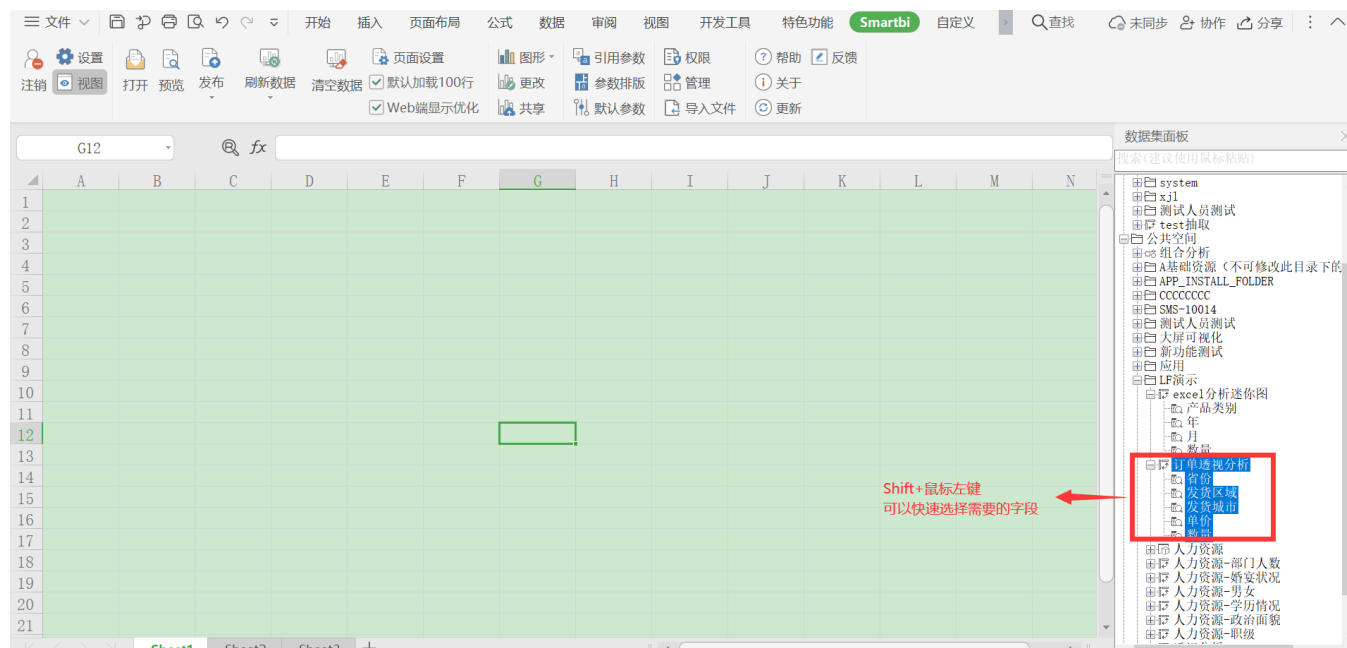 文件 开始 插入 页面布局 公式 数据 审阅 视图 开发工具 特色功能 Smartbi 自定义 查找 未同步 协作 分享
设置 页面设置 图形 引用参数 权限 帮助 反馈
注销 视图 打开 预览 发布 刷新数据 清空数据 默认加载100行 更改 参数排版 管理 关于
Web端显示优化 共享 默认参数 导入文件 更新
数据集面板
G12 fx
搜索(建议使用鼠标粘贴)
A B C D E F G H I J K L M N
1
2
3
4
5
6
7
8
9
10
11
12
13
14
15
16
17
18
19
20
21
system
xjl
测试人员测试
test抽取
公共空间
组合分析
A基础资源（不可修改此目录下的
APP_INSTALL_FOLDER
CCCCCCCC
SMS-10014
测试人员测试
大屏可视化
新功能测试
应用
LF演示
excel分析迷你图
产品类别
年
月
数量
订单透视分析
省份
发货区域
发货城市
单价
数量
人力资源
人力资源-部门人数
人力资源-婚宴状况
人力资源-男女
人力资源-学历情况
人力资源-政治面貌
人力资源-职级
Shift+鼠标左键
可以快速选择需要的字段
Sheet1 Sheet2 Sheet3